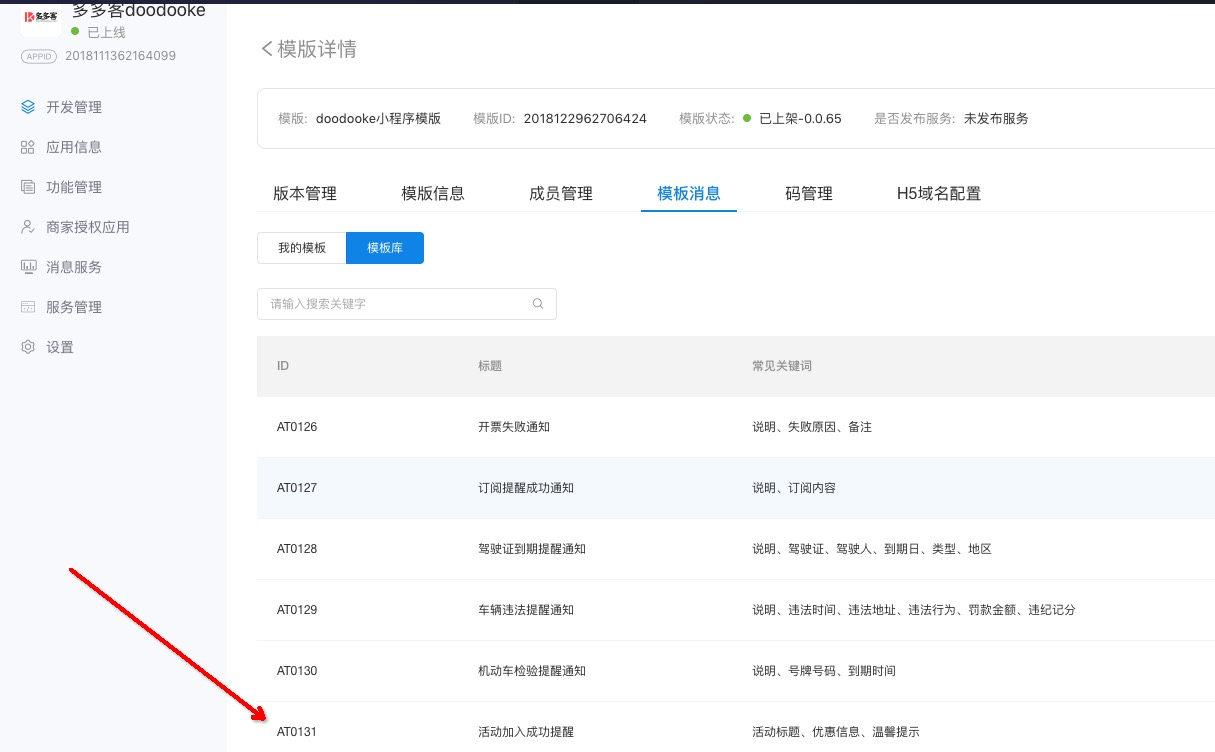 多多客
多多客doodooke
已上线
APPID 2018111362164099
开发管理
应用信息
功能管理
商家授权应用
消息服务
服务管理
设置
模版详情
模版: doodooke小程序模版 模版ID: 2018122962706424 模版状态: 已上架-0.0.65 是否发布服务: 未发布服务
版本管理 模版信息 成员管理 模板消息 码管理 H5域名配置
我的模板 模板库
请输入搜索关键字
ID 标题 常见关键词
AT0126 开票失败通知 说明、失败原因、备注
AT0127 订阅提醒成功通知 说明、订阅内容
AT0128 驾驶证到期提醒通知 说明、驾驶证、驾驶人、到期日、类型、地区
AT0129 车辆违法提醒通知 说明、违法时间、违法地址、违法行为、罚款金额、违纪记分
AT0130 机动车检验提醒通知 说明、号牌号码、到期时间
AT0131 活动加入成功提醒 活动标题、优惠信息、温馨提示